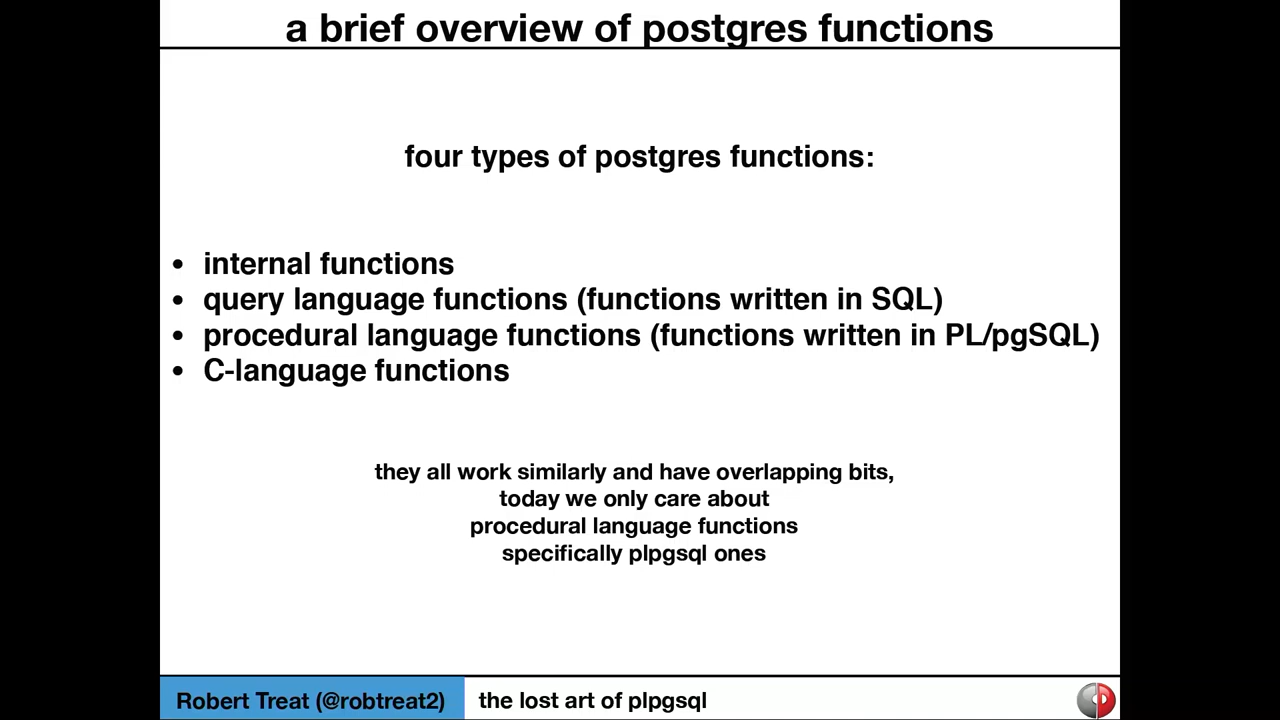 a brief overview of postgres functions
four types of postgres functions:
• internal functions
• query language functions (functions written in SQL)
• procedural language functions (functions written in PL/pgSQL)
• C-language functions
they all work similarly and have overlapping bits,
today we only care about
procedural language functions
specifically plpgsql ones
Robert Treat (@robtreat2)
the lost art of plpgsql